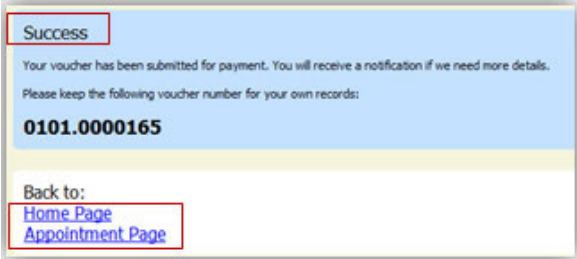 Success
Your voucher has been submitted for payment. You will receive a notification if we need more details.
Please keep the following voucher number for your own records:
0101.0000165
Back to:
Home Page
Appointment Page